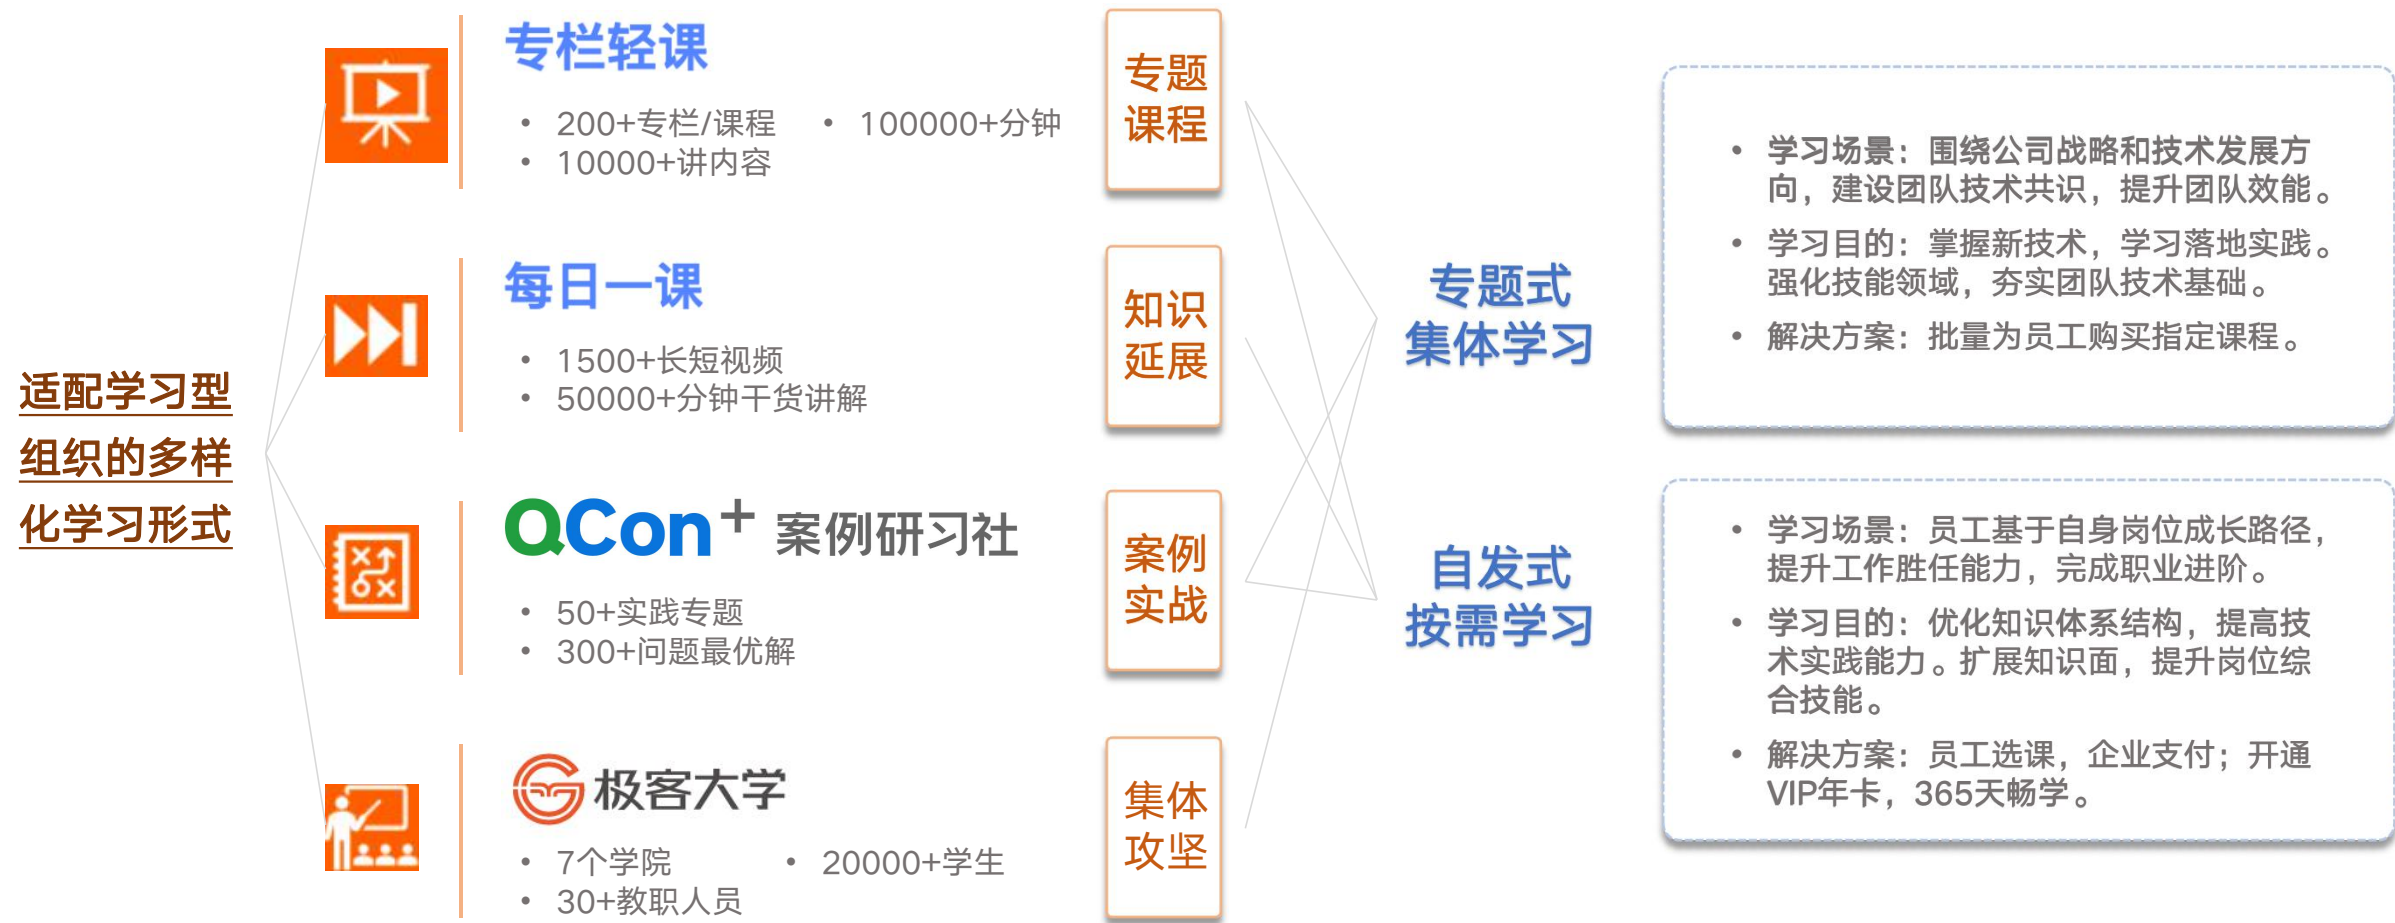 适配学习型
组织的多样
化学习形式
专栏轻课
• 200+专栏/课程
• 100000+分钟
• 10000+讲内容
专题
课程
每日一课
• 1500+长短视频
• 50000+分钟干货讲解
知识
延展
QCon+ 案例研习社
• 50+实践专题
• 300+问题最优解
案例
实战
极客大学
• 7个学院
• 20000+学生
• 30+教职人员
集体
攻坚
专题式
集体学习
• 学习场景：围绕公司战略和技术发展方
向，建设团队技术共识，提升团队效能。
• 学习目的：掌握新技术，学习落地实践。
强化技能领域，夯实团队技术基础。
• 解决方案：批量为员工购买指定课程。
自发式
按需学习
• 学习场景：员工基于自身岗位成长路径，
提升工作胜任能力，完成职业进阶。
• 学习目的：优化知识体系结构，提高技
术实践能力。扩展知识面，提升岗位综
合技能。
• 解决方案：员工选课，企业支付；开通
VIP年卡，365天畅学。